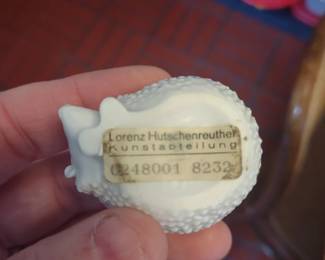 Lorenz Hutschenreuther
Kunstabteilung
0248001 8232